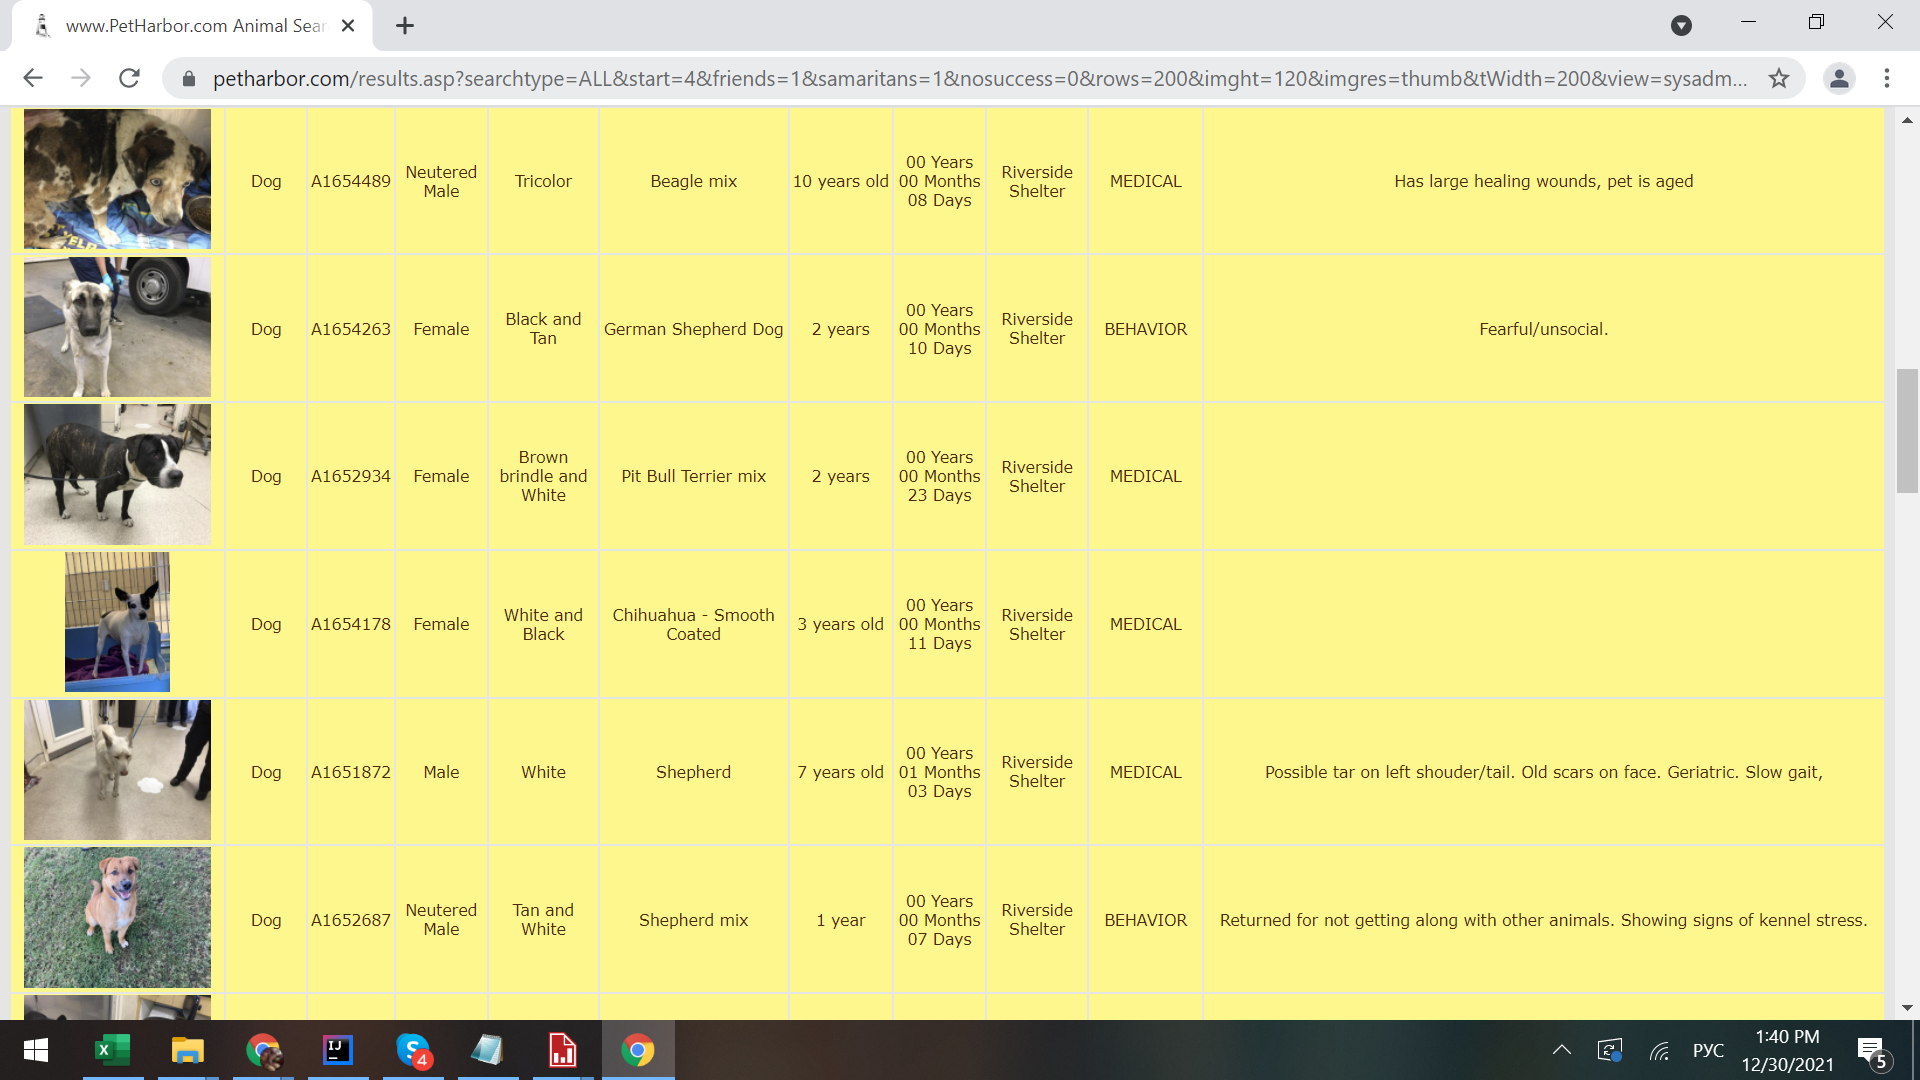 www.PetHarbor.com Animal Sear
petharbor.com/results.asp?searchtype=ALL&start=4&friends=1&samaritans=1&nosuccess=0&rows=200&imght=120&imgres=thumb&tWidth=200&view=sysadm...
Dog
A1654489
Neutered
Male
Tricolor
Beagle mix
10 years old
00 Years
00 Months
08 Days
Riverside
Shelter
MEDICAL
Has large healing wounds, pet is aged
Dog
A1654263
Female
Black and
Tan
German Shepherd Dog
2 years
00 Years
00 Months
10 Days
Riverside
Shelter
BEHAVIOR
Fearful/unsocial.
Dog
A1652934
Female
Brown
brindle and
White
Pit Bull Terrier mix
2 years
00 Years
00 Months
23 Days
Riverside
Shelter
MEDICAL
Dog
A1654178
Female
White and
Black
Chihuahua - Smooth
Coated
3 years old
00 Years
00 Months
11 Days
Riverside
Shelter
MEDICAL
Dog
A1651872
Male
White
Shepherd
7 years old
00 Years
01 Months
03 Days
Riverside
Shelter
MEDICAL
Possible tar on left shouder/tail. Old scars on face. Geriatric. Slow gait,
Dog
A1652687
Neutered
Male
Tan and
White
Shepherd mix
1 year
00 Years
00 Months
07 Days
Riverside
Shelter
BEHAVIOR
Returned for not getting along with other animals. Showing signs of kennel stress.
X
IJ
S
4
РУС
1:40 PM
12/30/2021
5